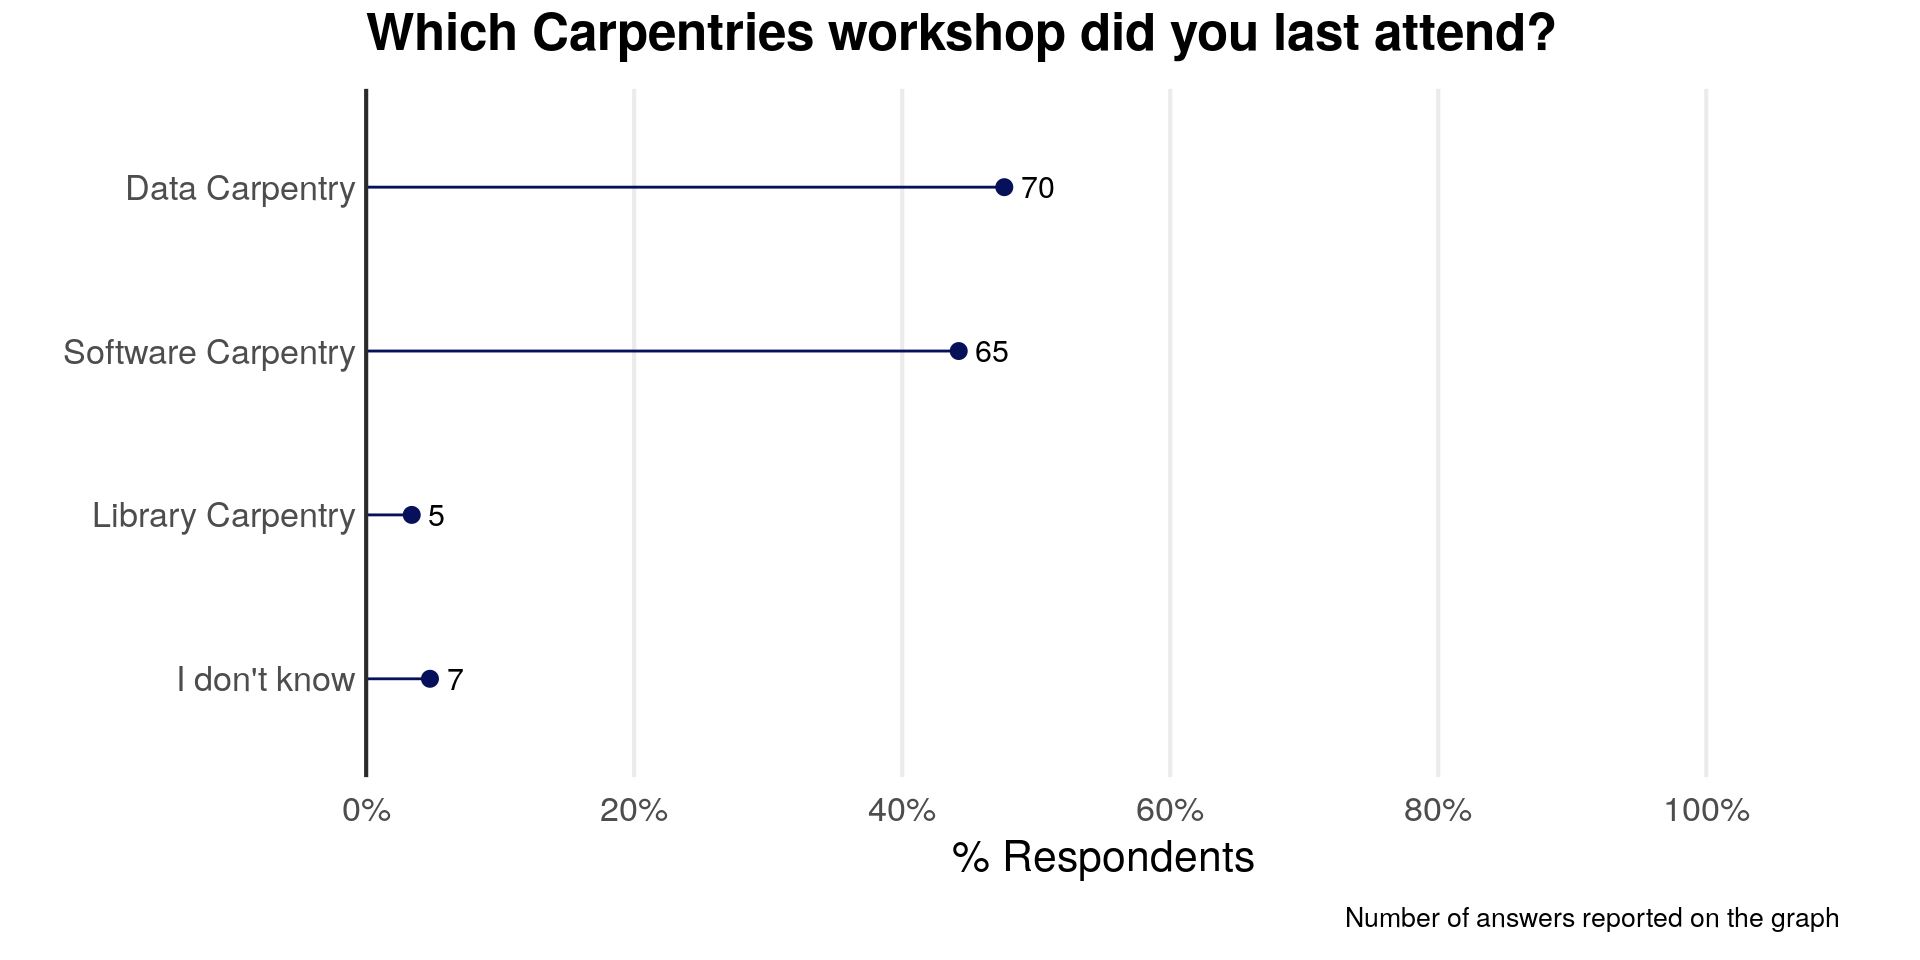 Which Carpentries workshop did you last attend?
Data Carpentry
70
Software Carpentry
65
Library Carpentry
5
I don't know
7
0%
20%
40%
60%
80%
100%
% Respondents
Number of answers reported on the graph